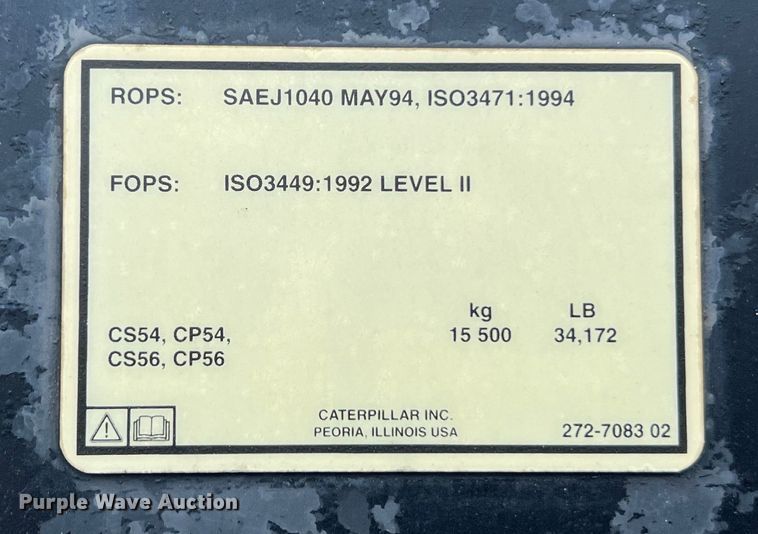 ROPS: SAEJ1040 MAY94, ISO3471:1994
FOPS: ISO3449:1992 LEVEL II
kg LB
CS54, CP54, 15 500 34,172
CS56, CP56
CATERPILLAR INC.
PEORIA, ILLINOIS USA 272-7083 02
Purple Wave Auction